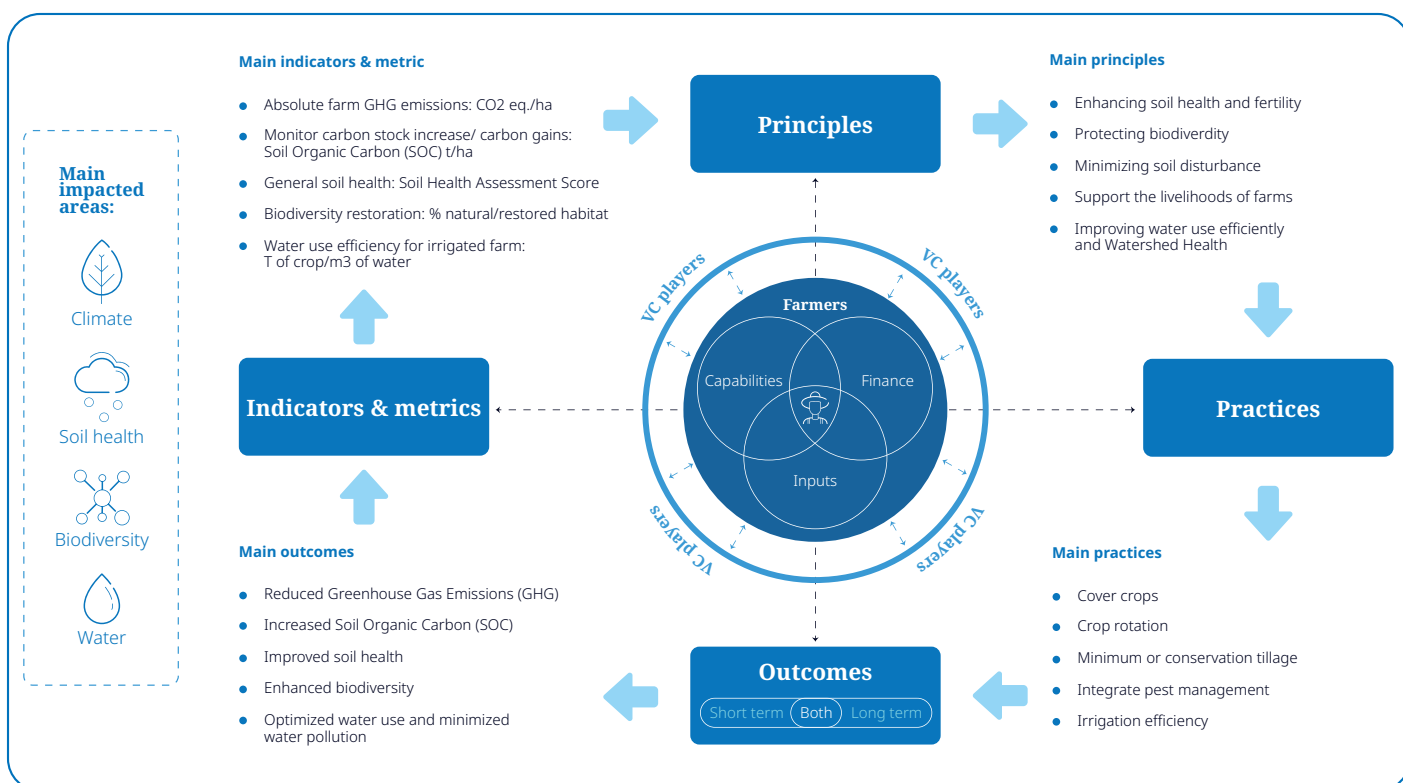 Main
impacted
areas:
Climate
Soil health
Biodiversity
Water
Main indicators & metric
Absolute farm GHG emissions: CO2 eq./ha
Monitor carbon stock increase/ carbon gains:
Soil Organic Carbon (SOC) t/ha
General soil health: Soil Health Assessment Score
Biodiversity restoration: % natural/restored habitat
Water use efficiency for irrigated farm:
T of crop/m3 of water
Principles
Main principles
Enhancing soil health and fertility
Protecting biodiverdity
Minimizing soil disturbance
Support the livelihoods of farms
Improving water use efficiently
and Watershed Health
Indicators & metrics
VC players
VC players
Farmers
Capabilities
Finance
Inputs
VC players
VC players
Practices
Main outcomes
Reduced Greenhouse Gas Emissions (GHG)
Increased Soil Organic Carbon (SOC)
Improved soil health
Enhanced biodiversity
Optimized water use and minimized
water pollution
Outcomes
Short term Both Long term
Main practices
Cover crops
Crop rotation
Minimum or conservation tillage
Integrate pest management
Irrigation efficiency